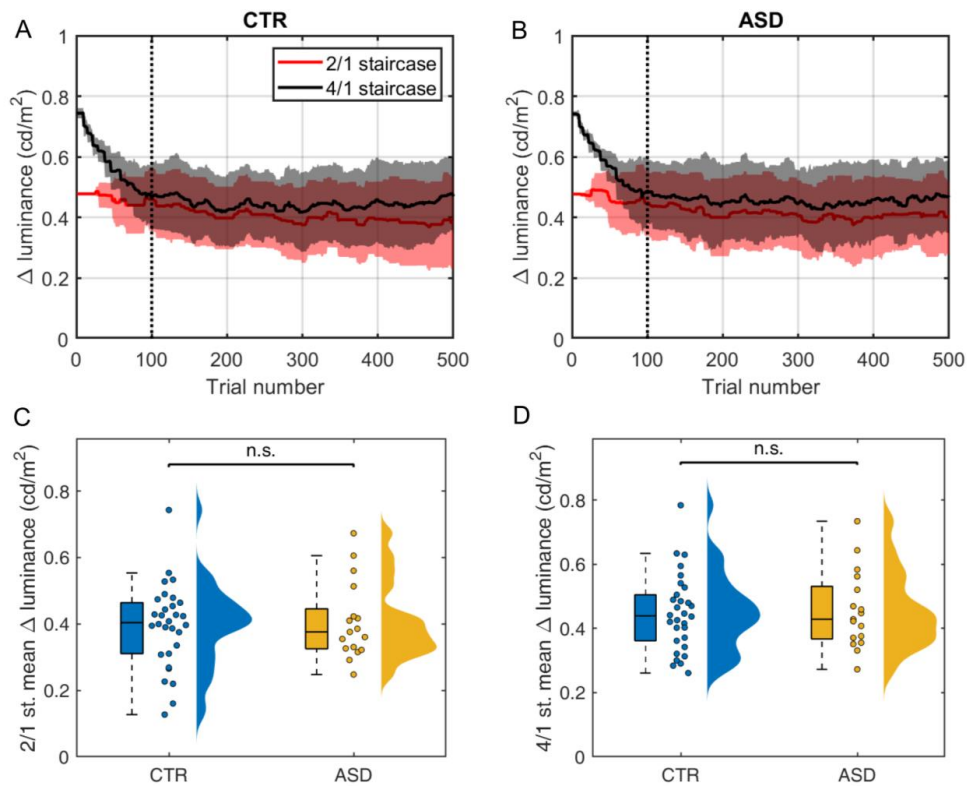 A
CTR
Δ luminance (cd/m²)
1
0.8
0.6
0.4
0.2
0
2/1 staircase
4/1 staircase
0 100 200 300 400 500
Trial number
B
ASD
Δ luminance (cd/m²)
1
0.8
0.6
0.4
0.2
0
0 100 200 300 400 500
Trial number
C
2/1 st. mean Δ luminance (cd/m²)
0.8
0.6
0.4
0.2
0
n.s.
CTR ASD
D
4/1 st. mean Δ luminance (cd/m²)
0.8
0.6
0.4
0.2
0
n.s.
CTR ASD